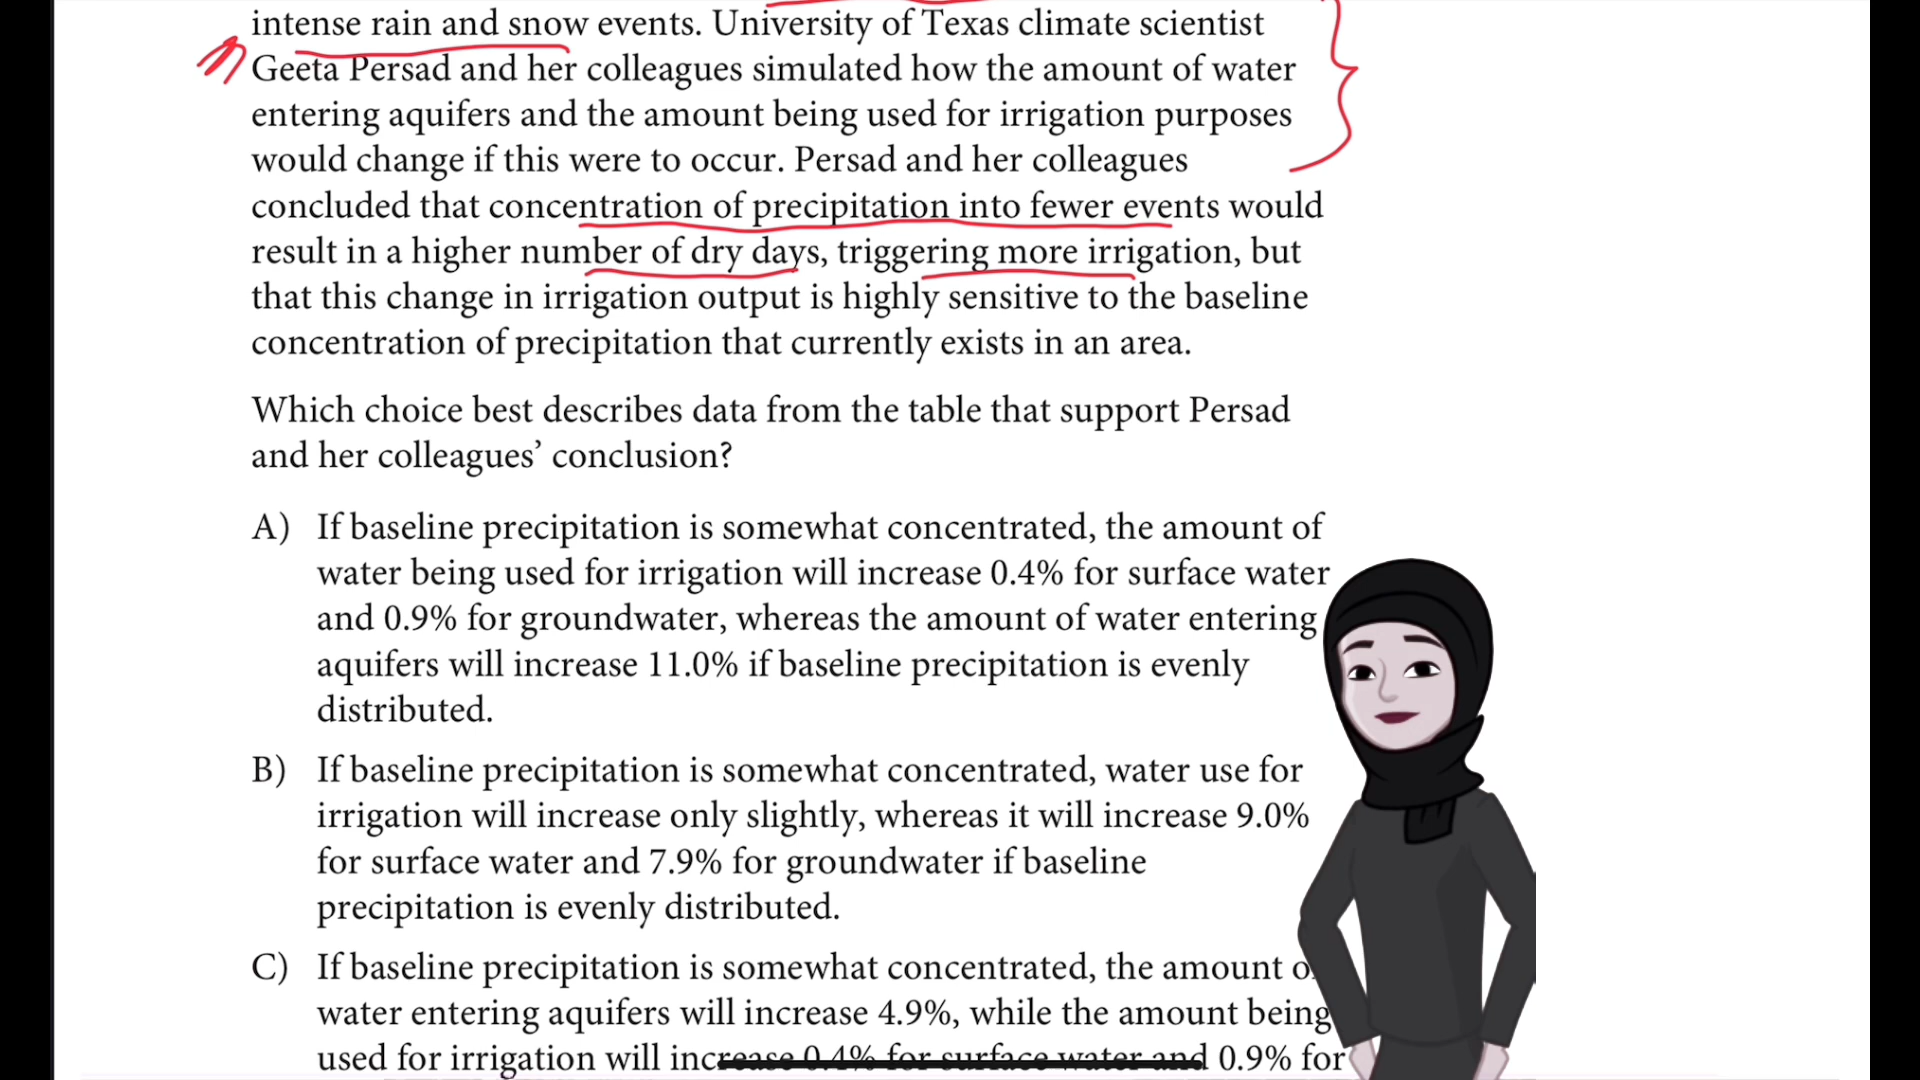 intense rain and snow events. University of Texas climate scientist
Geeta Persad and her colleagues simulated how the amount of water
entering aquifers and the amount being used for irrigation purposes
would change if this were to occur. Persad and her colleagues
concluded that concentration of precipitation into fewer events would
result in a higher number of dry days, triggering more irrigation, but
that this change in irrigation output is highly sensitive to the baseline
concentration of precipitation that currently exists in an area.
Which choice best describes data from the table that support Persad
and her colleagues’ conclusion?
A) If baseline precipitation is somewhat concentrated, the amount of
water being used for irrigation will increase 0.4% for surface water
and 0.9% for groundwater, whereas the amount of water entering
aquifers will increase 11.0% if baseline precipitation is evenly
distributed.
B) If baseline precipitation is somewhat concentrated, water use for
irrigation will increase only slightly, whereas it will increase 9.0%
for surface water and 7.9% for groundwater if baseline
precipitation is evenly distributed.
C) If baseline precipitation is somewhat concentrated, the amount
water entering aquifers will increase 4.9%, while the amount being
used for irrigation will increase 0.4% for surface water and 0.9% for